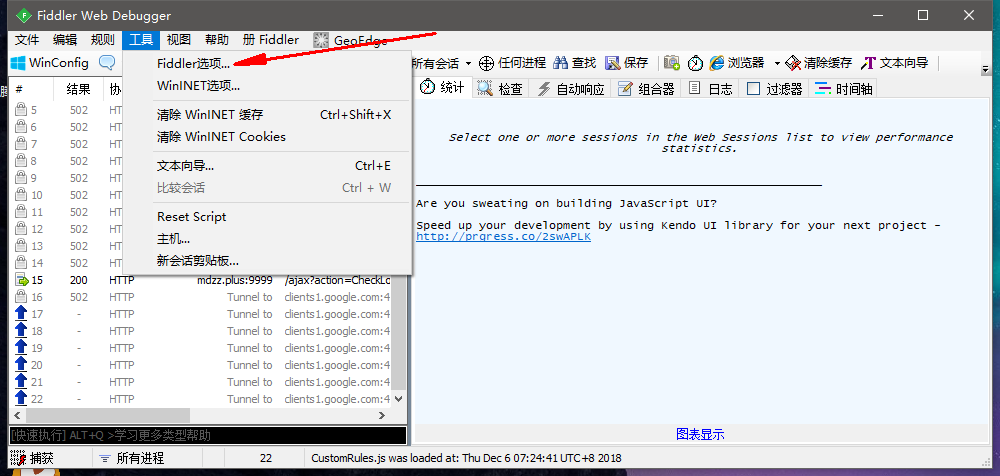 Fiddler Web Debugger
文件 编辑 规则 工具 视图 帮助 册 Fiddler GeoEdge
WinConfig 所有会话 任何进程 查找 保存 浏览器 清除缓存 文本向导
Fiddler选项...
WinINET选项...
清除 WinINET 缓存 Ctrl+Shift+X
清除 WinINET Cookies
文本向导... Ctrl+E
比较会话 Ctrl + W
Reset Script
主机...
新会话剪贴板...
# 结果 协
5 502 HT
6 502 HT
7 502 HT
8 502 HT
9 502 HT
10 502 HT
11 502 HT
12 502 HT
13 502 HT
14 502 HT
15 200 HTTP mdzz.plus:9999 /ajax?action=CheckLo
16 502 HTTP Tunnel to clients1.google.com:4
17 - HTTP Tunnel to clients1.google.com:4
18 - HTTP Tunnel to clients1.google.com:4
19 - HTTP Tunnel to clients1.google.com:4
20 - HTTP Tunnel to clients1.google.com:4
21 - HTTP Tunnel to clients1.google.com:4
22 - HTTP Tunnel to clients1.google.com:4
[快速执行] ALT+Q >学习更多类型帮助
统计 检查 自动响应 组合器 日志 过滤器 时间轴
Select one or more sessions in the Web Sessions list to view performance
statistics.
Are you sweating on building JavaScript UI?
Speed up your development by using Kendo UI library for your next project -
http://prgress.co/2swAPLK
图表显示
捕获 所有进程 22 CustomRules.js was loaded at: Thu Dec 6 07:24:41 UTC+8 2018